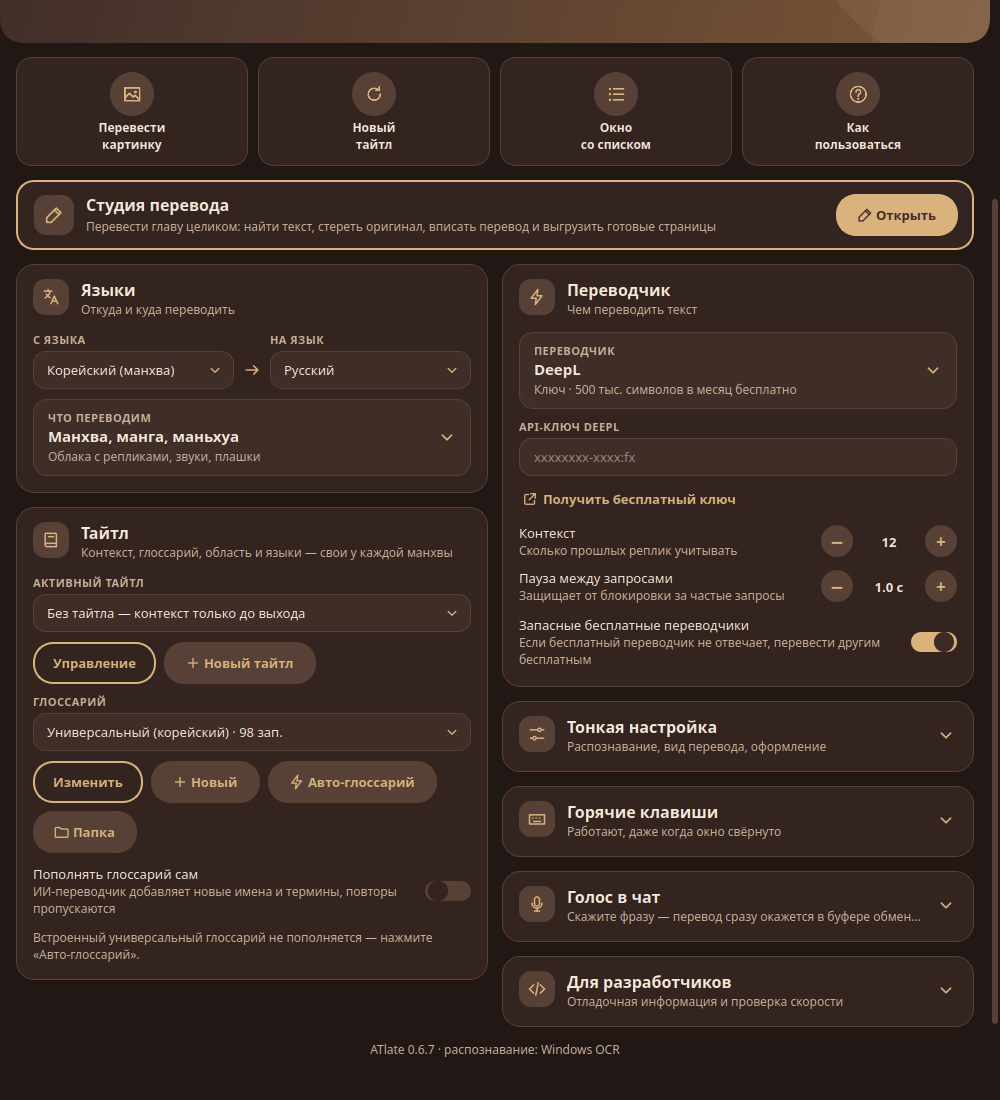 Перевести
картинку
Новый
тайтл
Окно
со списком
Как
пользоваться
Студия перевода
Перевести главу целиком: найти текст, стереть оригинал, вписать перевод и выгрузить готовые страницы
Открыть
Языки
Откуда и куда переводить
С ЯЗЫКА
НА ЯЗЫК
Корейский (манхва)
Русский
ЧТО ПЕРЕВОДИМ
Манхва, манга, маньхуа
Облака с репликами, звуки, плашки
Тайтл
Контекст, глоссарий, область и языки — свои у каждой манхвы
АКТИВНЫЙ ТАЙТЛ
Без тайтла — контекст только до выхода
Управление
Новый тайтл
ГЛОССАРИЙ
Универсальный (корейский) · 98 зап.
Изменить
Новый
Авто-глоссарий
Папка
Пополнять глоссарий сам
ИИ-переводчик добавляет новые имена и термины, повторы
пропускаются
Встроенный универсальный глоссарий не пополняется — нажмите
«Авто-глоссарий».
Переводчик
Чем переводить текст
ПЕРЕВОДЧИК
DeepL
Ключ · 500 тыс. символов в месяц бесплатно
API-КЛЮЧ DEEPL
xxxxxxxx-xxxx:fx
Получить бесплатный ключ
Контекст
Сколько прошлых реплик учитывать
– 12 +
Пауза между запросами
Защищает от блокировки за частые запросы
– 1.0 с +
Запасные бесплатные переводчики
Если бесплатный переводчик не отвечает, перевести другим
бесплатным
Тонкая настройка
Распознавание, вид перевода, оформление
Горячие клавиши
Работают, даже когда окно свёрнуто
Голос в чат
Скажите фразу — перевод сразу окажется в буфере обмен...
Для разработчиков
Отладочная информация и проверка скорости
ATlate 0.6.7 · распознавание: Windows OCR